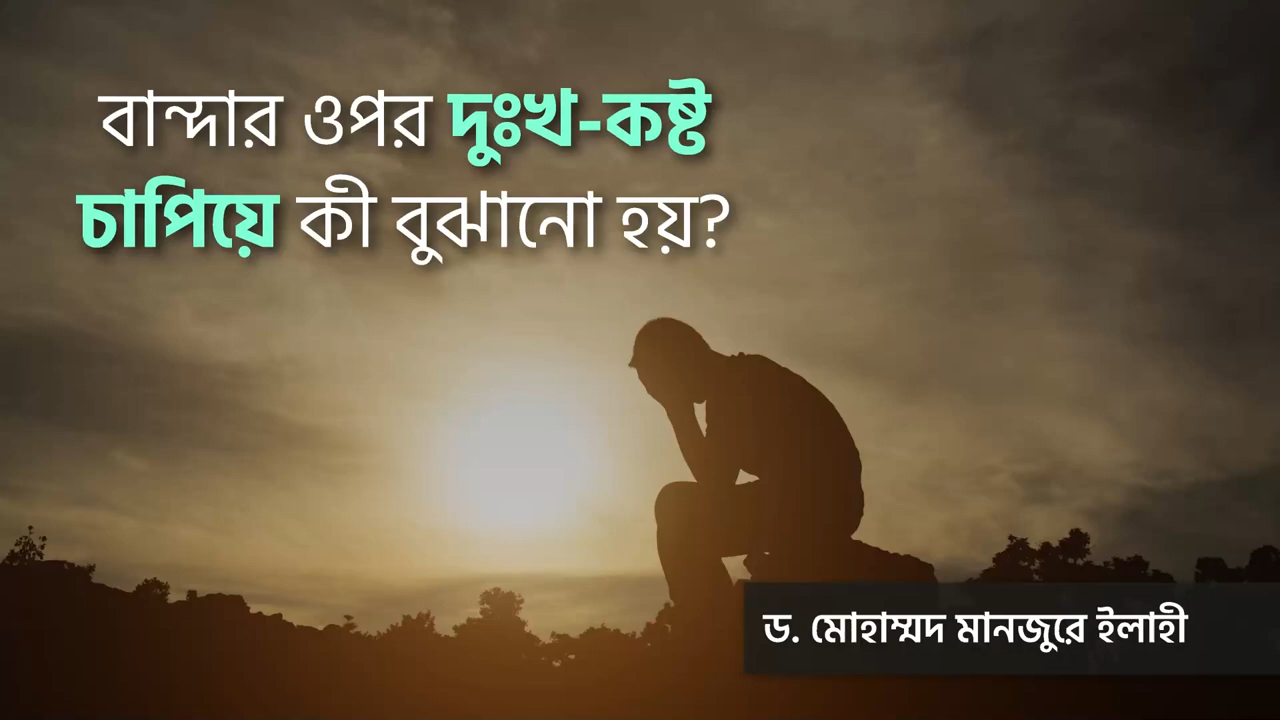 বান্দার ওপর দুঃখ-কষ্ট
চাপিয়ে কী বুঝানো হয়?
ড. মোহাম্মদ মানজুরে ইলাহী